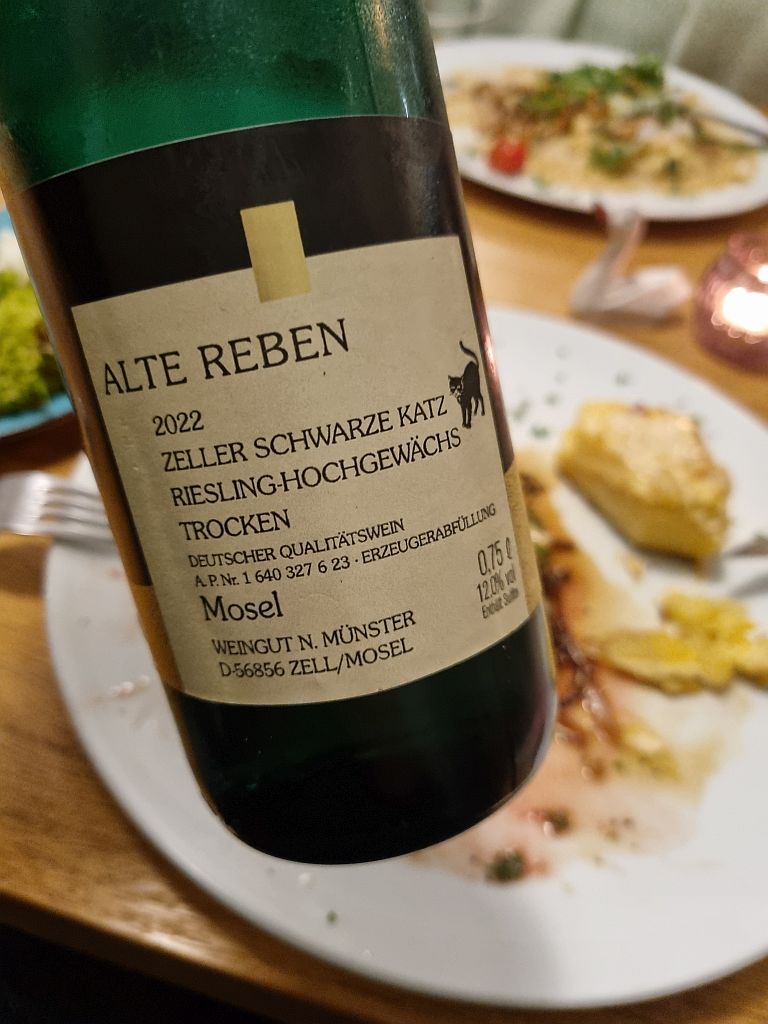 ALTE REBEN
2022
ZELLER SCHWARZE KATZ
RIESLING-HOCHGEWÄCHS
TROCKEN
DEUTSCHER QUALITÄTSWEIN
A.P.Nr. 1 640 327 6 23 · ERZEUGERABFÜLLUNG
Mosel
0,75 ℓ
12,0% vol
Enthält Sulfite
WEINGUT N. MÜNSTER
D-56856 ZELL/MOSEL